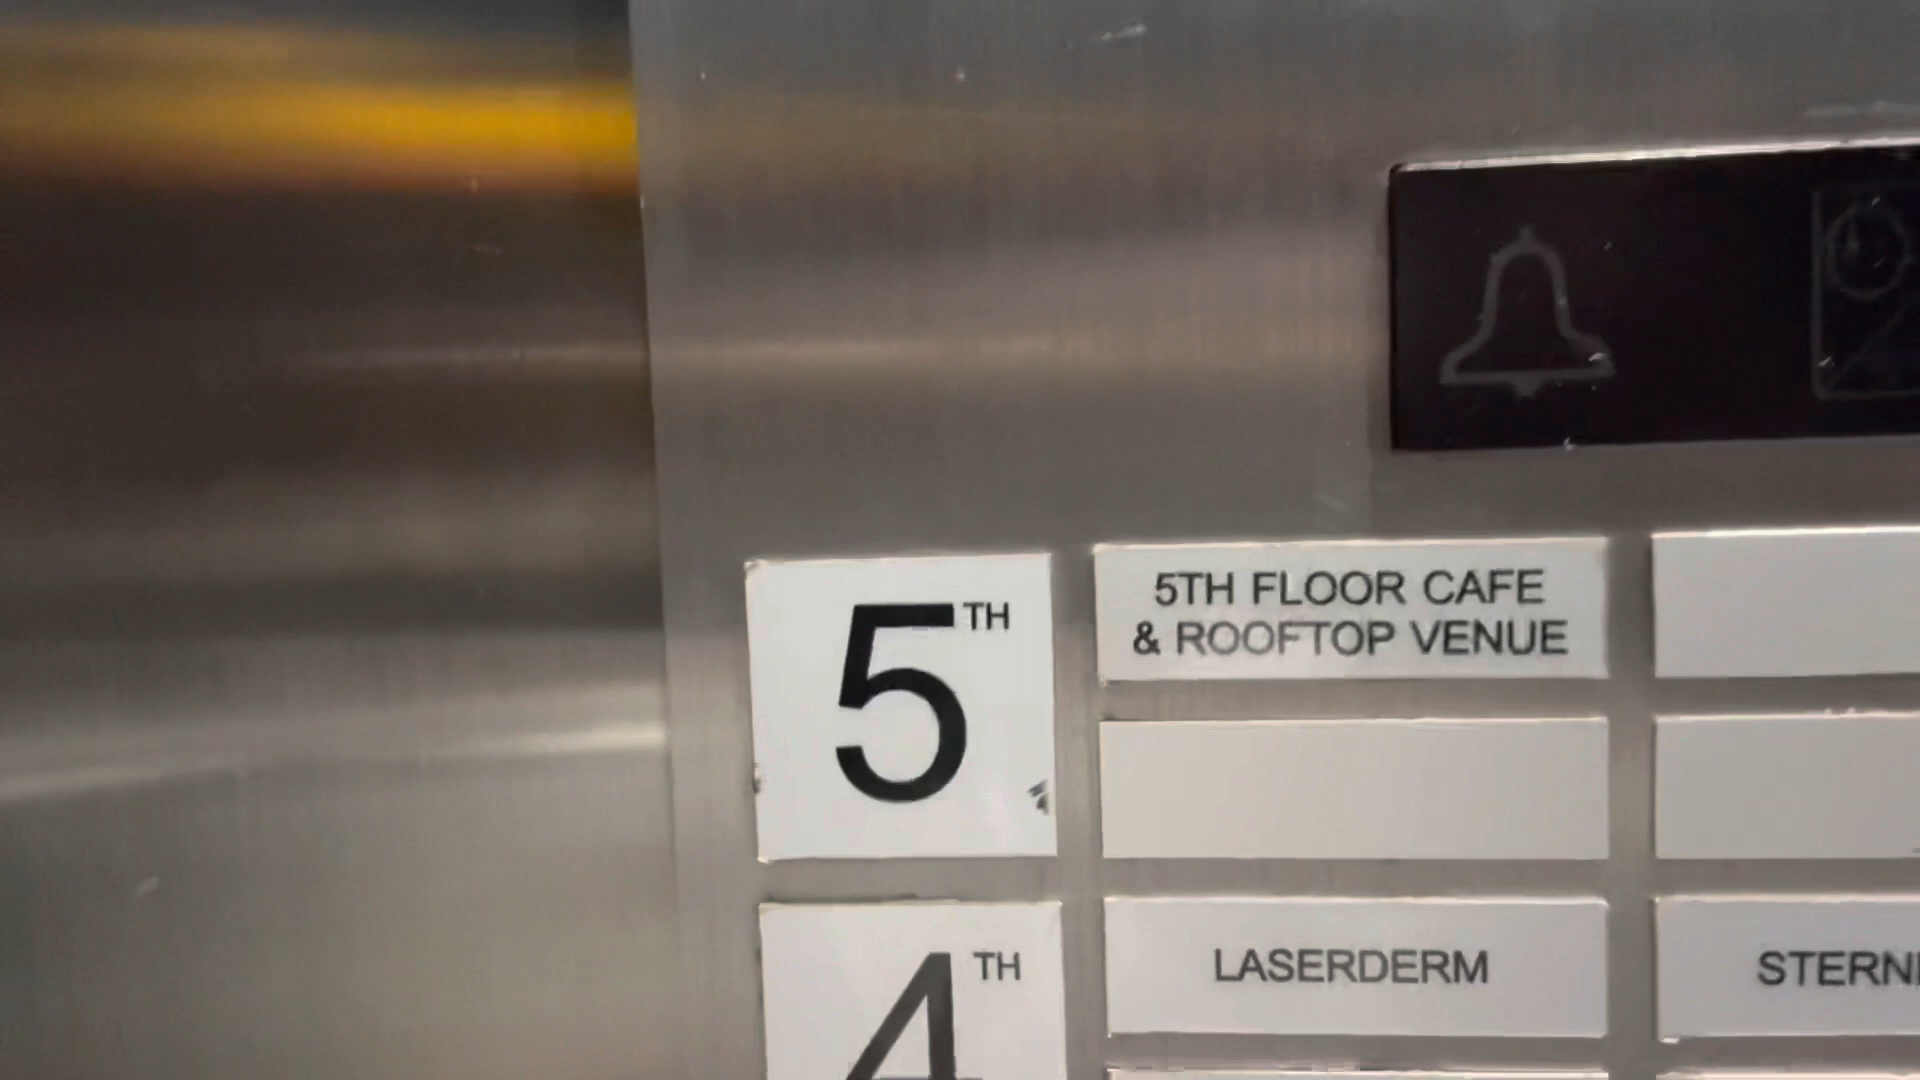 5TH
5TH FLOOR CAFE
& ROOFTOP VENUE
4TH
LASERDERM